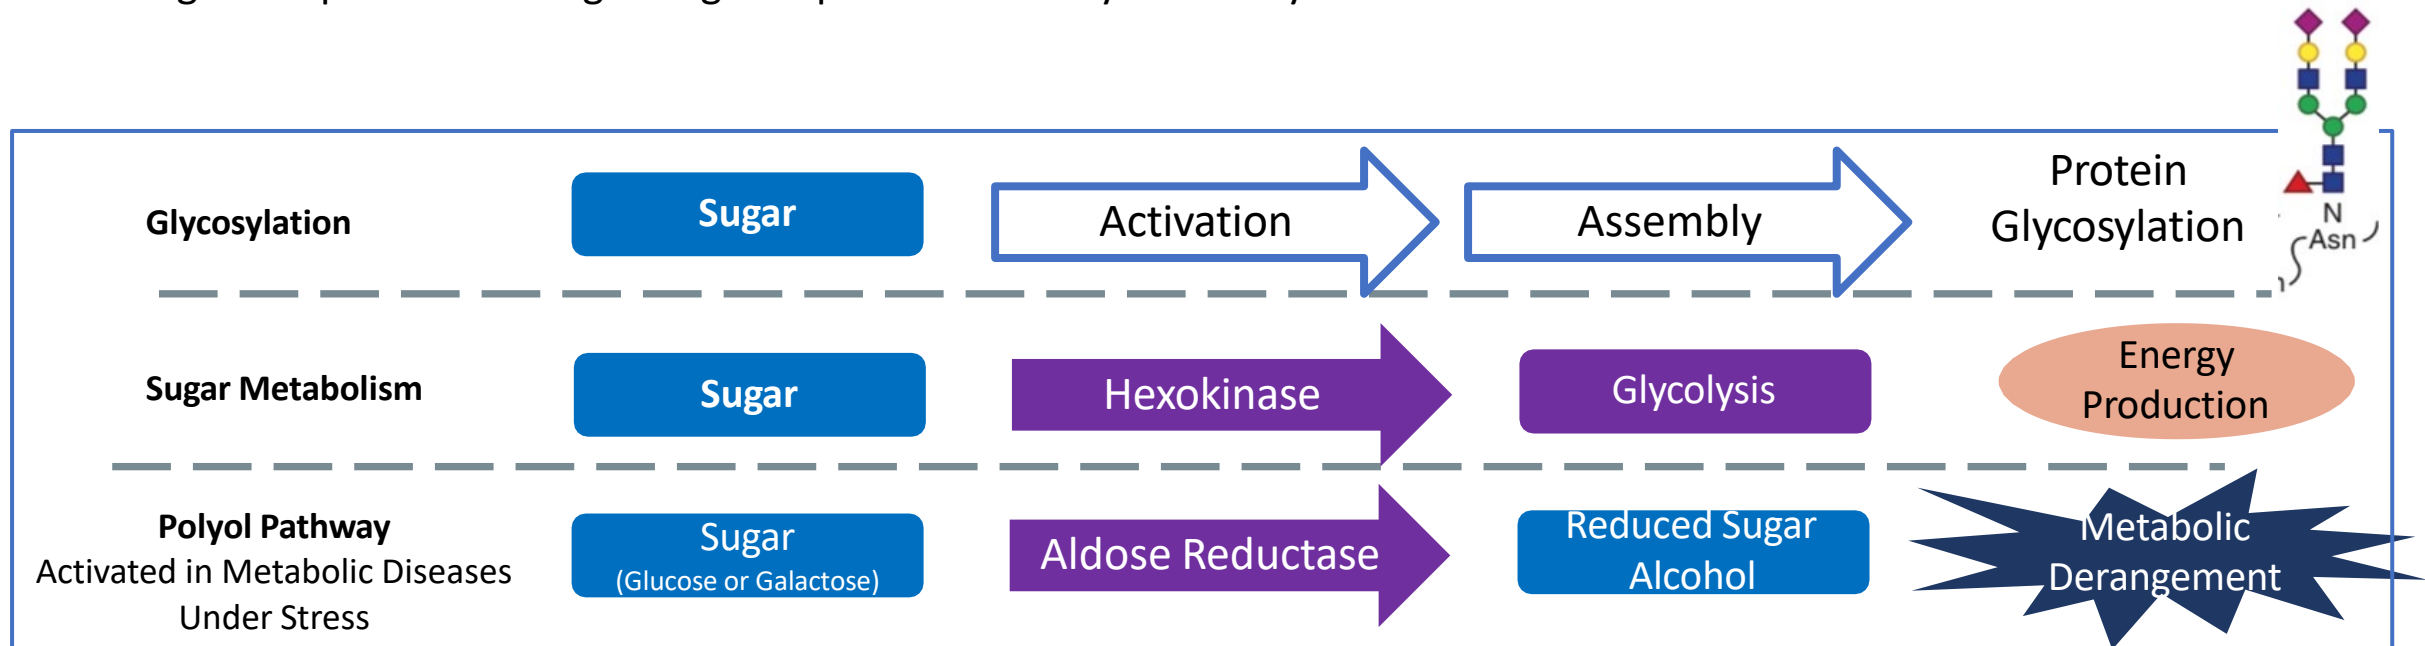 Protein
Glycosylation
Sugar
Activation
Assembly
Glycosylation
N
Asn
Energy
Production
Sugar Metabolism
Sugar
Hexokinase
Glycolysis
Polyol Pathway
Activated in Metabolic Diseases
Under Stress
Sugar
(Glucose or Galactose)
Aldose Reductase
Reduced Sugar
Alcohol
Metabolic
Derangement